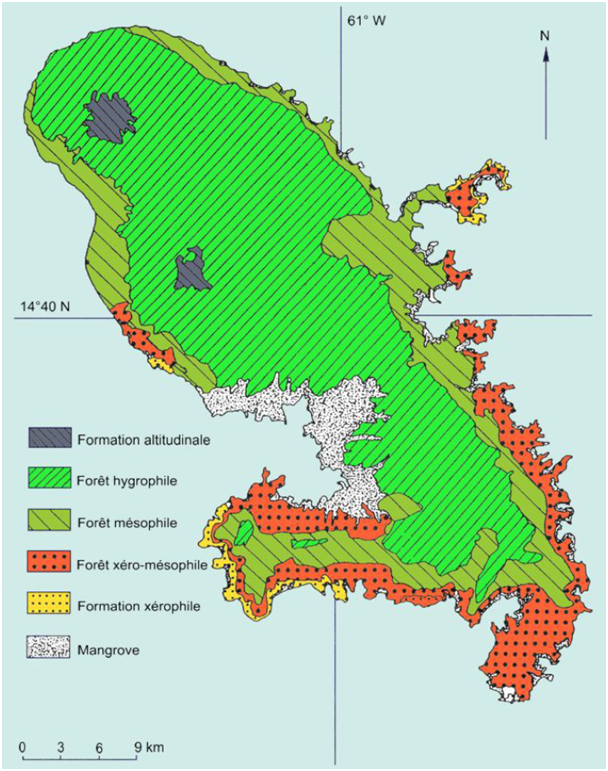 61° W
N
14°40 N
Formation altitudinale
Forêt hygrophile
Forêt mésophile
Forêt xéro-mésophile
Formation xérophile
Mangrove
0 3 6 9 km